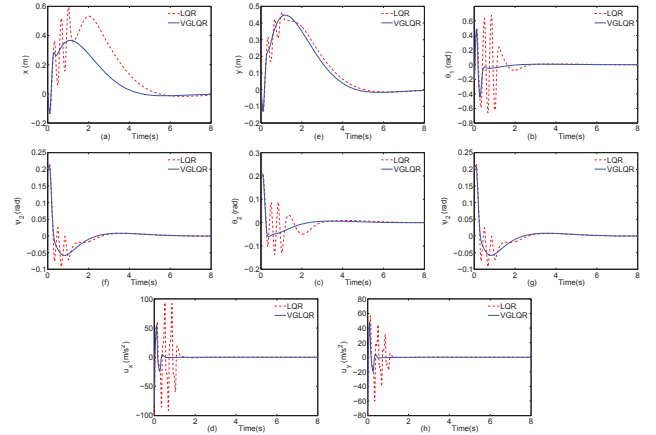 0.6
0.4
0.2
0
−0.2
x (m)
LQR
VGLQR
0 2 4 6 8
Time(s)
(a)
0.6
0.4
0.2
0
−0.2
y (m)
LQR
VGLQR
0 2 4 6 8
Time(s)
(e)
0.8
0.6
0.4
0.2
0
−0.2
−0.4
−0.6
−0.8
θ1 (rad)
LQR
VGLQR
0 2 4 6 8
Time(s)
(b)
0.25
0.2
0.15
0.1
0.05
0
−0.05
−0.1
ψ2 (rad)
LQR
VGLQR
0 2 4 6 8
Time(s)
(f)
0.3
0.2
0.1
0
−0.1
0.2
θ2 (rad)
LQR
VGLQR
0 2 4 6 8
Time(s)
(c)
0.25
0.2
0.15
0.1
0.05
0
−0.05
−0.1
ψ2 (rad)
LQR
VGLQR
0 2 4 6 8
Time(s)
(g)
100
50
0
−50
−100
ux (m/s2)
LQR
VGLQR
0 2 4 6 8
Time(s)
(d)
80
60
40
20
0
−20
−40
−60
−80
uy (m/s2)
LQR
VGLQR
0 2 4 6 8
Time(s)
(h)